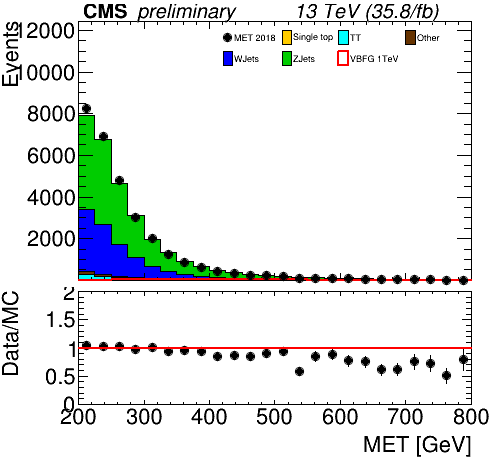 CMS preliminary 13 TeV (35.8/fb)
Events
12000
10000
8000
6000
4000
2000
MET 2018 Single top TT Other
WJets ZJets VBFG 1TeV
Data/MC
2
1.5
1
0.5
0
200 300 400 500 600 700 800
MET [GeV]